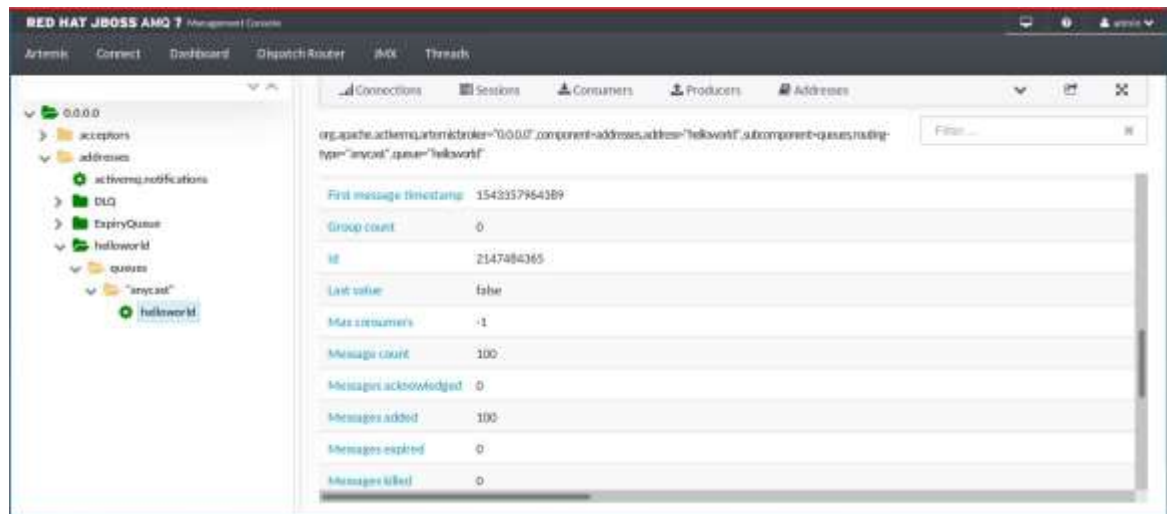 RED HAT JBOSS AMQ 7 Management Console
admin
Artemis Connect Dashboard Dispatch Router JMX Threads
Connections Sessions Consumers Producers Addresses
0.0.0.0
acceptors
addresses
activemq.notifications
DLQ
ExpiryQueue
helloworld
queues
"anycast"
helloworld
org.apache.activemq.artemis:broker="0.0.0.0",component=addresses,address="helloworld",subcomponent=queues,routing-
type="anycast",queue="helloworld"
Filter...
First message timestamp 1543357964389
Group count 0
Id 2147484365
Last value false
Max consumers -1
Message count 100
Messages acknowledged 0
Messages added 100
Messages expired 0
Messages killed 0